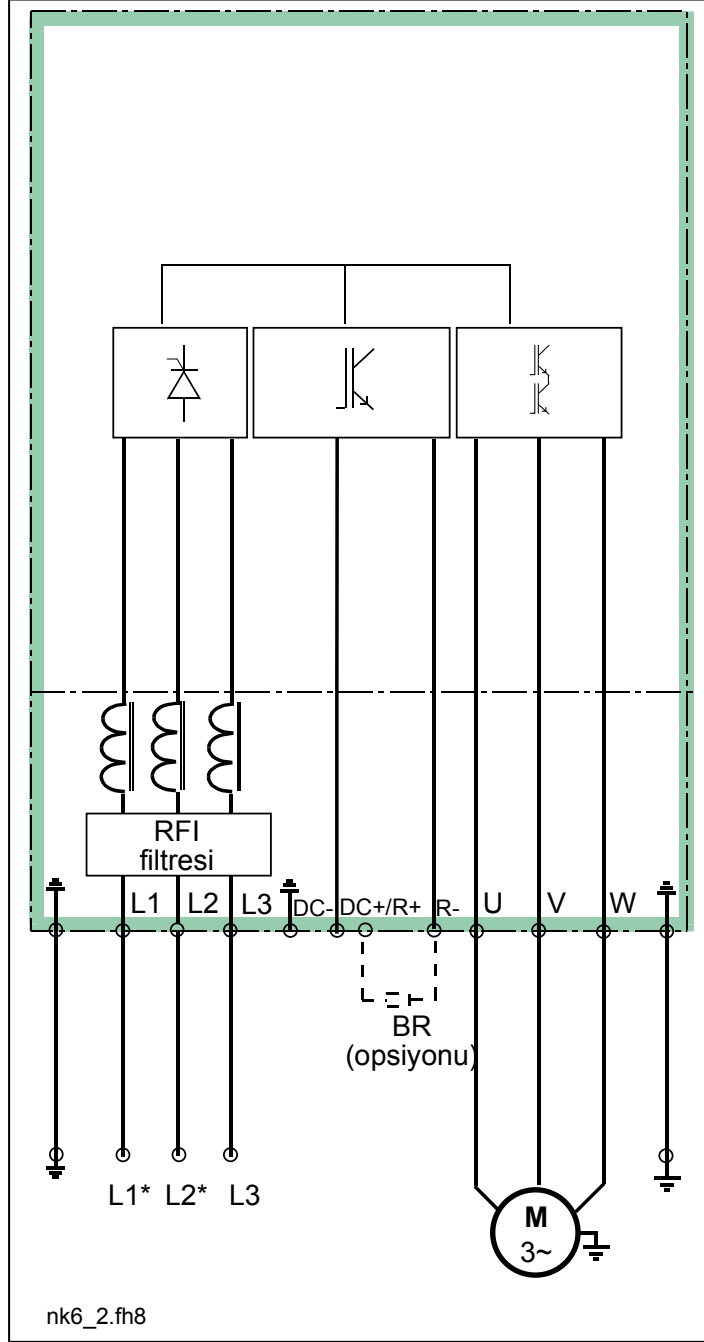 RFI
filtresi
L1 L2 L3 DC- DC+/R+ R- U V W
BR
(opsiyonu)
L1* L2* L3
M
3~
nk6_2.fh8